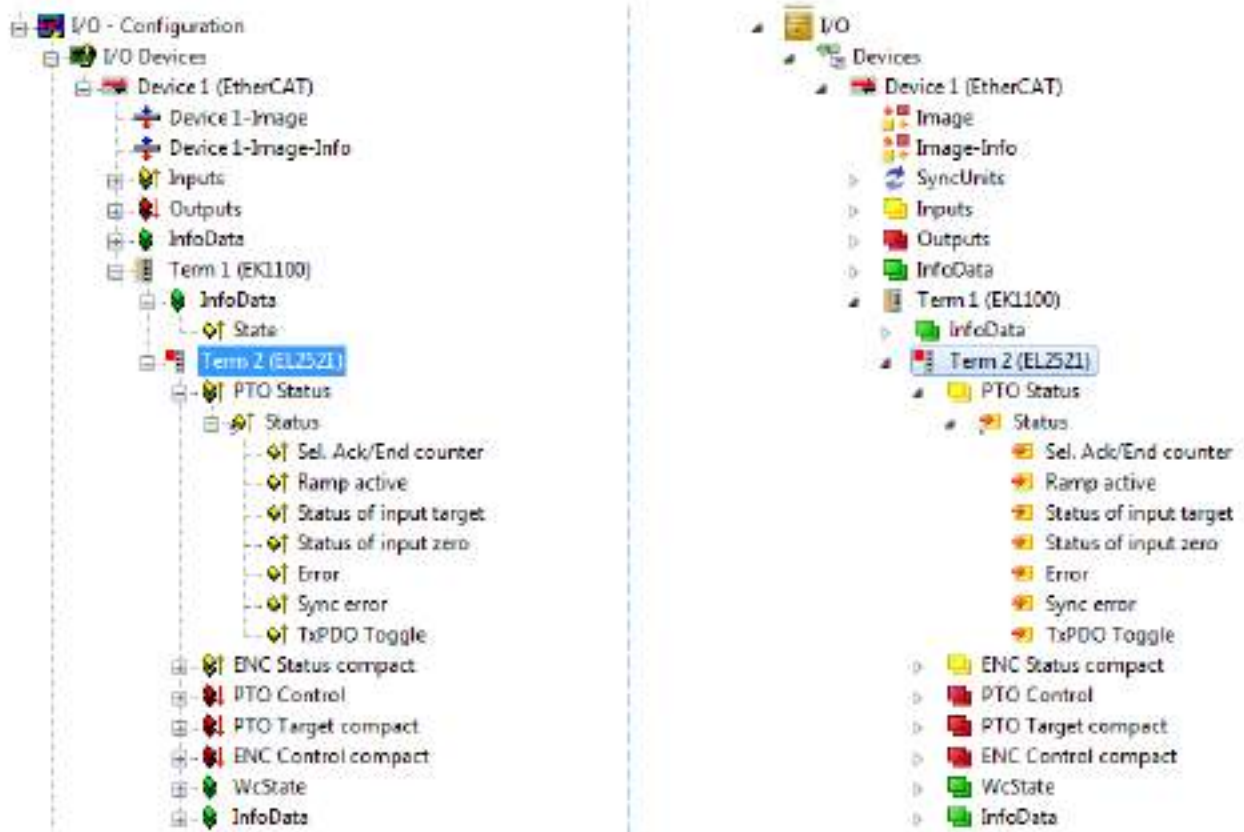 I/O - Configuration
I/O Devices
Device 1 (EtherCAT)
Device 1-Image
Device 1-Image-Info
Inputs
Outputs
InfoData
Term 1 (EK1100)
InfoData
State
Term 2 (EL2521)
PTO Status
Status
Sel. Ack/End counter
Ramp active
Status of input target
Status of input zero
Error
Sync error
TxPDO Toggle
ENC Status compact
PTO Control
PTO Target compact
ENC Control compact
WcState
InfoData
I/O
Devices
Device 1 (EtherCAT)
Image
Image-Info
SyncUnits
Inputs
Outputs
InfoData
Term 1 (EK1100)
InfoData
Term 2 (EL2521)
PTO Status
Status
Sel. Ack/End counter
Ramp active
Status of input target
Status of input zero
Error
Sync error
TxPDO Toggle
ENC Status compact
PTO Control
PTO Target compact
ENC Control compact
WcState
InfoData